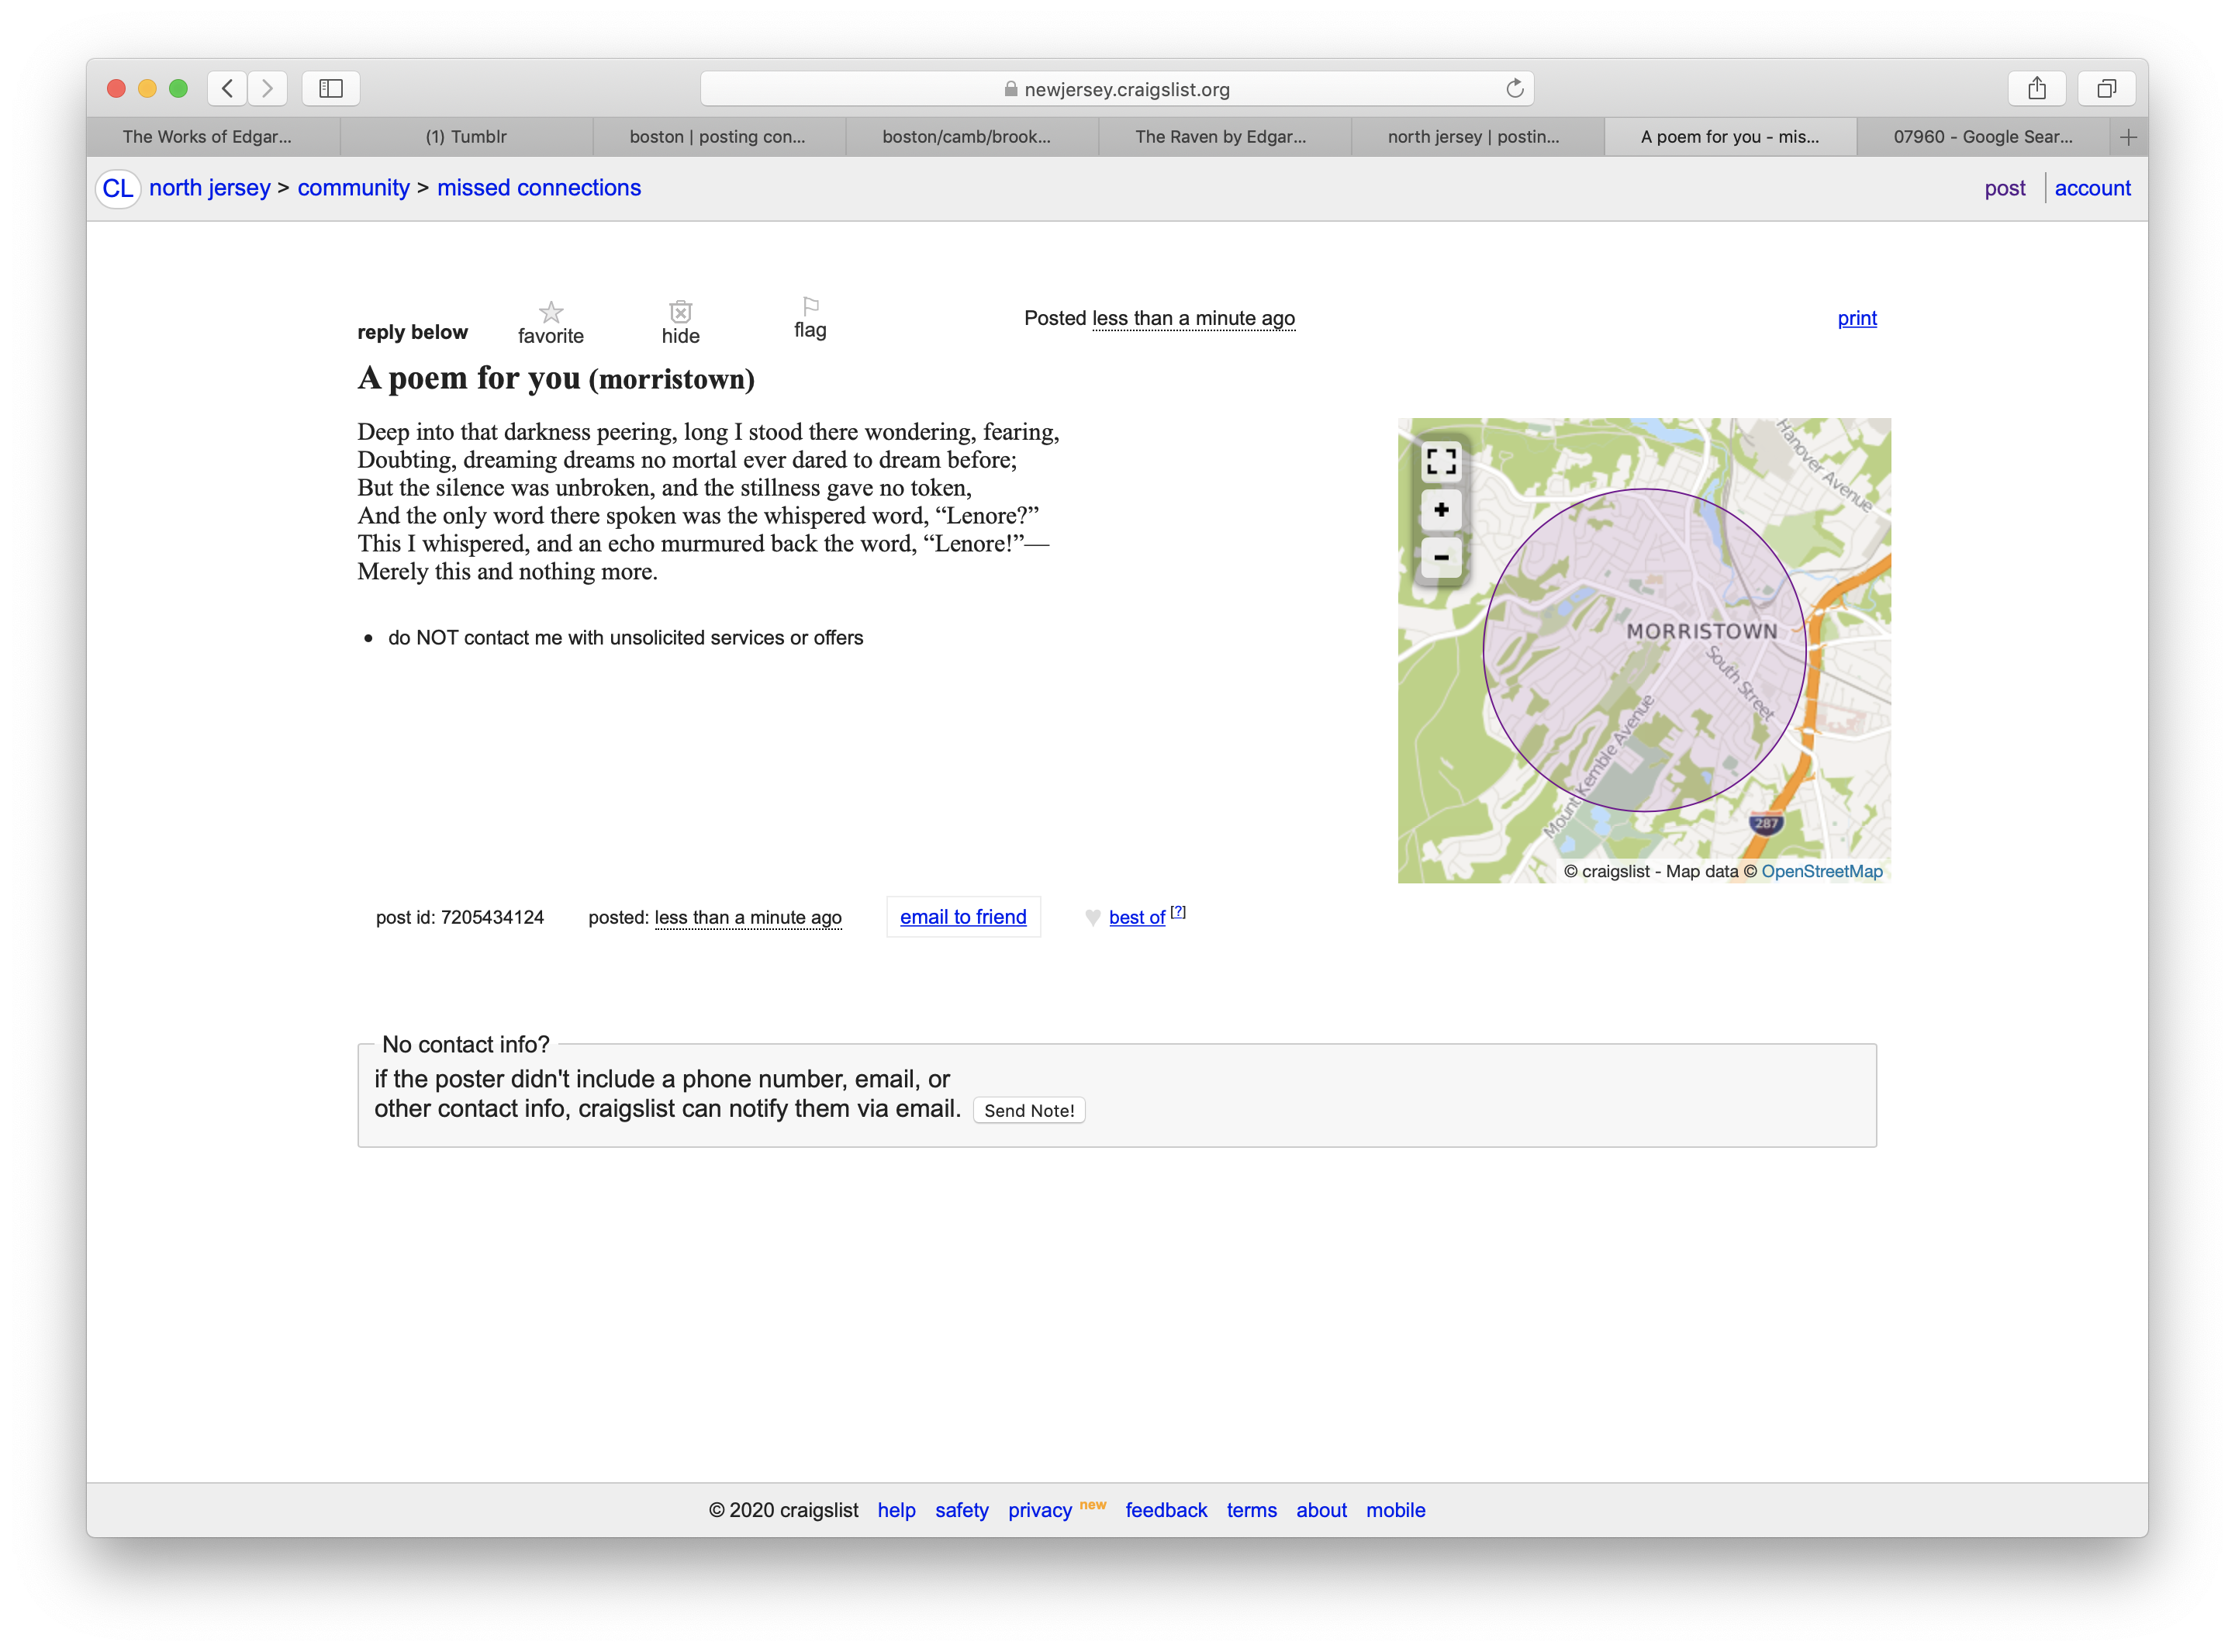 newjersey.craigslist.org
The Works of Edgar...
(1) Tumblr
boston | posting con...
boston/camb/brook...
The Raven by Edgar...
north jersey | postin...
A poem for you - mis...
07960 - Google Sear...
CL north jersey > community > missed connections
post account
reply below
favorite
hide
flag
Posted less than a minute ago
print
A poem for you (morristown)
Deep into that darkness peering, long I stood there wondering, fearing,
Doubting, dreaming dreams no mortal ever dared to dream before;
But the silence was unbroken, and the stillness gave no token,
And the only word there spoken was the whispered word, “Lenore?”
This I whispered, and an echo murmured back the word, “Lenore!”—
Merely this and nothing more.
• do NOT contact me with unsolicited services or offers
Hanover Avenue
MORRISTOWN
South Street
Mount Kemble Avenue
287
© craigslist - Map data © OpenStreetMap
post id: 7205434124
posted: less than a minute ago
email to friend
♥ best of [?]
No contact info?
if the poster didn't include a phone number, email, or
other contact info, craigslist can notify them via email. Send Note!
© 2020 craigslist help safety privacy new feedback terms about mobile